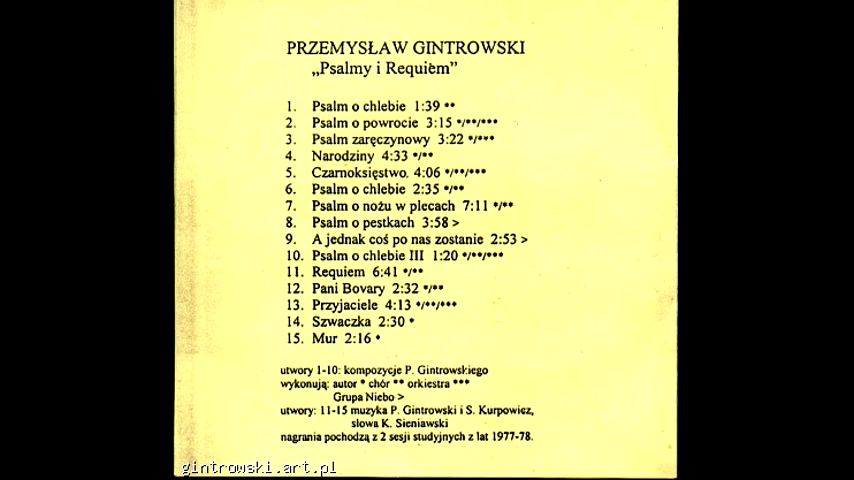 PRZEMYSŁAW GINTROWSKI
„Psalmy i Requiem”
1. Psalm o chlebie 1:39 **
2. Psalm o powrocie 3:15 */**/***
3. Psalm zaręczynowy 3:22 */***
4. Narodziny 4:33 */**
5. Czarnoksięstwo. 4:06 */**/***
6. Psalm o chlebie 2:35 */**
7. Psalm o nożu w plecach 7:11 */**
8. Psalm o pestkach 3:58 >
9. A jednak coś po nas zostanie 2:53 >
10. Psalm o chlebie III 1:20 */**/***
11. Requiem 6:41 */**
12. Pani Bovary 2:32 */**
13. Przyjaciele 4:13 */**/***
14. Szwaczka 2:30 *
15. Mur 2:16 *
utwory 1-10: kompozycje P. Gintrowskiego
wykonują: autor * chór ** orkiestra ***
Grupa Niebo >
utwory: 11-15 muzyka P. Gintrowski i S. Kurpowicz,
słowa K. Sieniawski
nagrania pochodzą z 2 sesji studyjnych z lat 1977-78.
gintrowski.art.pl